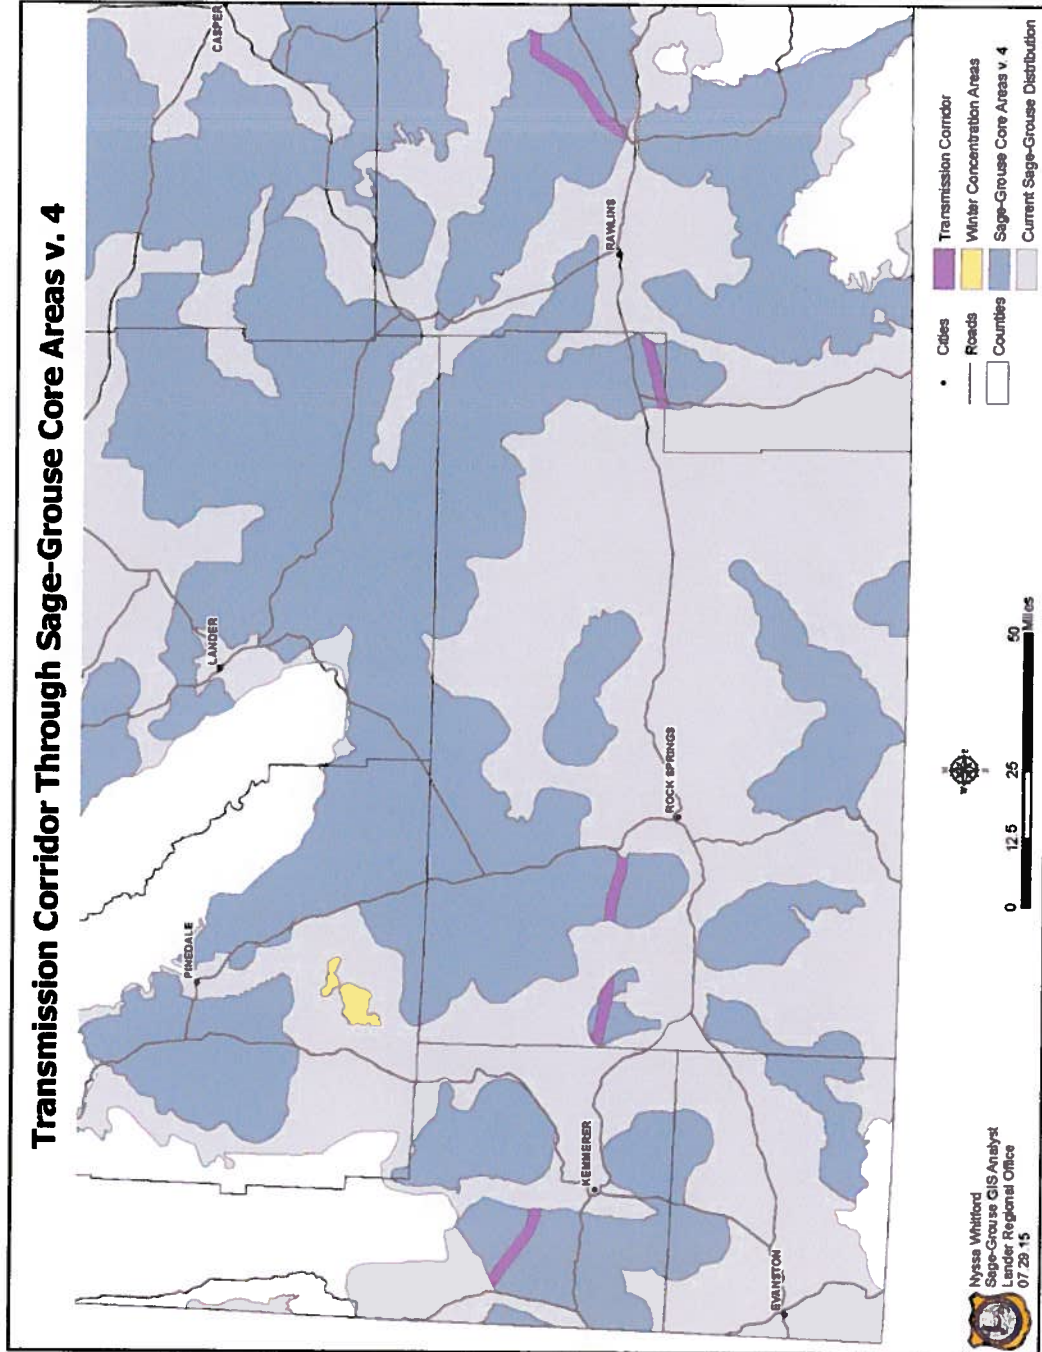 Transmission Corridor Through Sage-Grouse Core Areas v. 4
CASPER
LANDER
PINEDALE
RAWLINS
ROCK SPRINGS
KEMMERER
EVANSTON
Nyssa Whitford
Sage-Grouse GIS Analyst
Lander Regional Office
07.29.15
0 12.5 25 50
Miles
Cities
Roads
Counties
Transmission Corridor
Winter Concentration Areas
Sage-Grouse Core Areas v. 4
Current Sage-Grouse Distribution